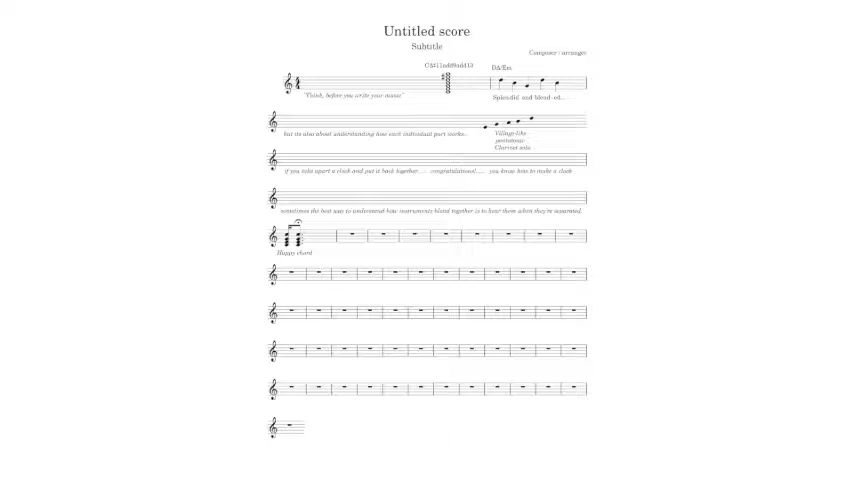 Untitled score
Subtitle
Composer / arranger
CΔ♯11add9add13 DΔ/Em
"Think, before you write your music"
Splendid and blend-ed..
but its also about understanding how each individual part works..
Village-like
pentatonic
Clarinet solo
if you take apart a clock and put it back together..... congratulations!..... you know how to make a clock
sometimes the best way to understand how instruments blend together is to hear them when they're separated.
Happy chord